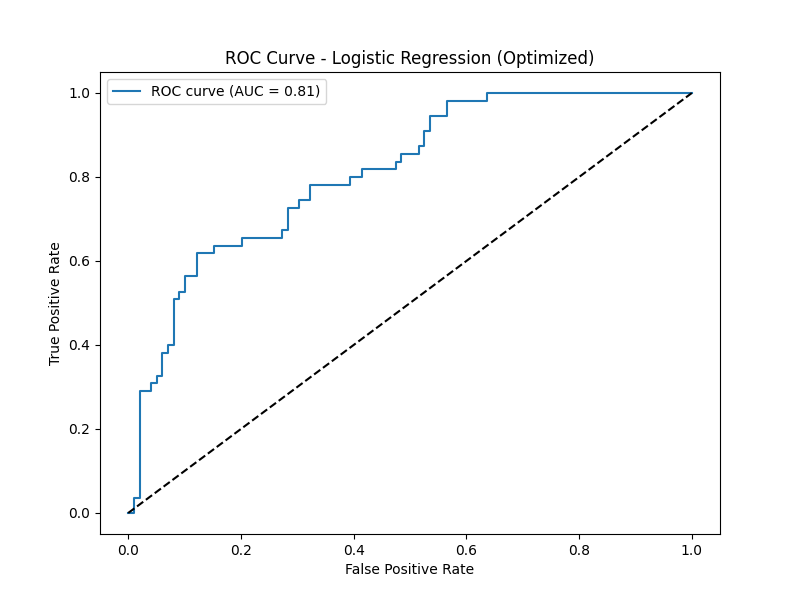 ROC Curve - Logistic Regression (Optimized)
ROC curve (AUC = 0.81)
True Positive Rate
1.0
0.8
0.6
0.4
0.2
0.0
0.0 0.2 0.4 0.6 0.8 1.0
False Positive Rate